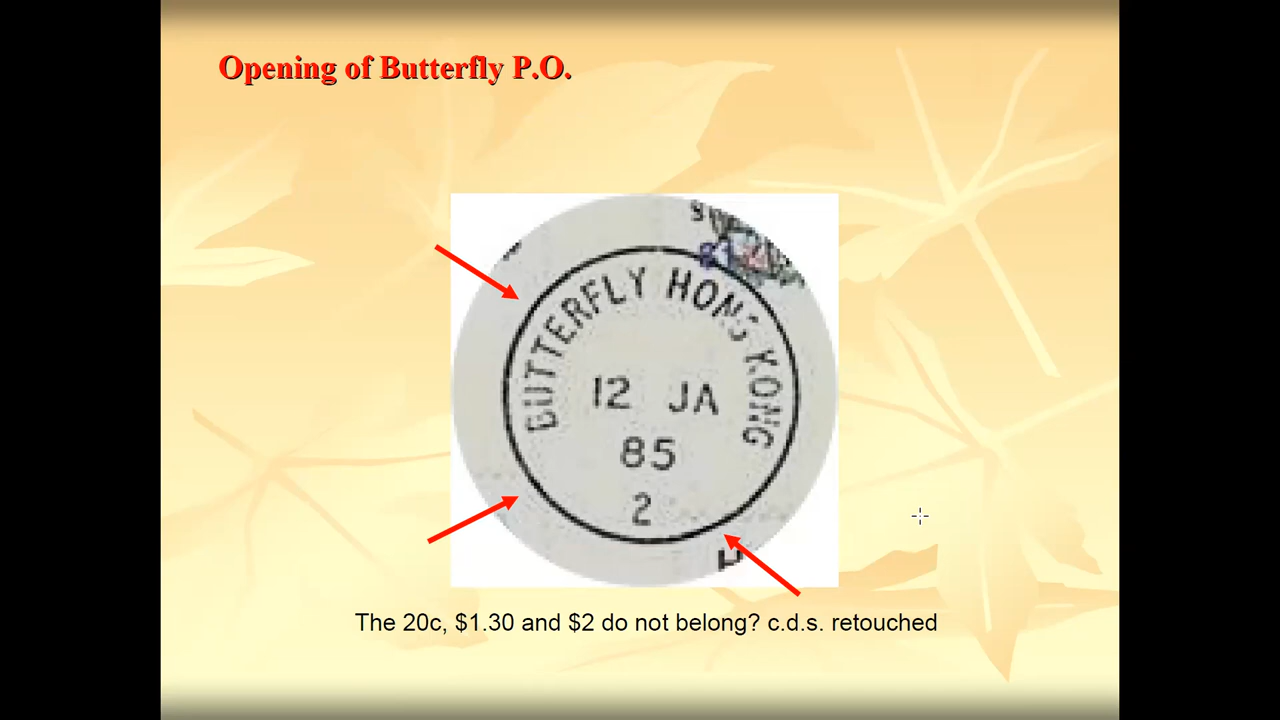 Opening of Butterfly P.O.
BUTTERFLY HONG KONG
12 JA
85
2
The 20c, $1.30 and $2 do not belong? c.d.s. retouched